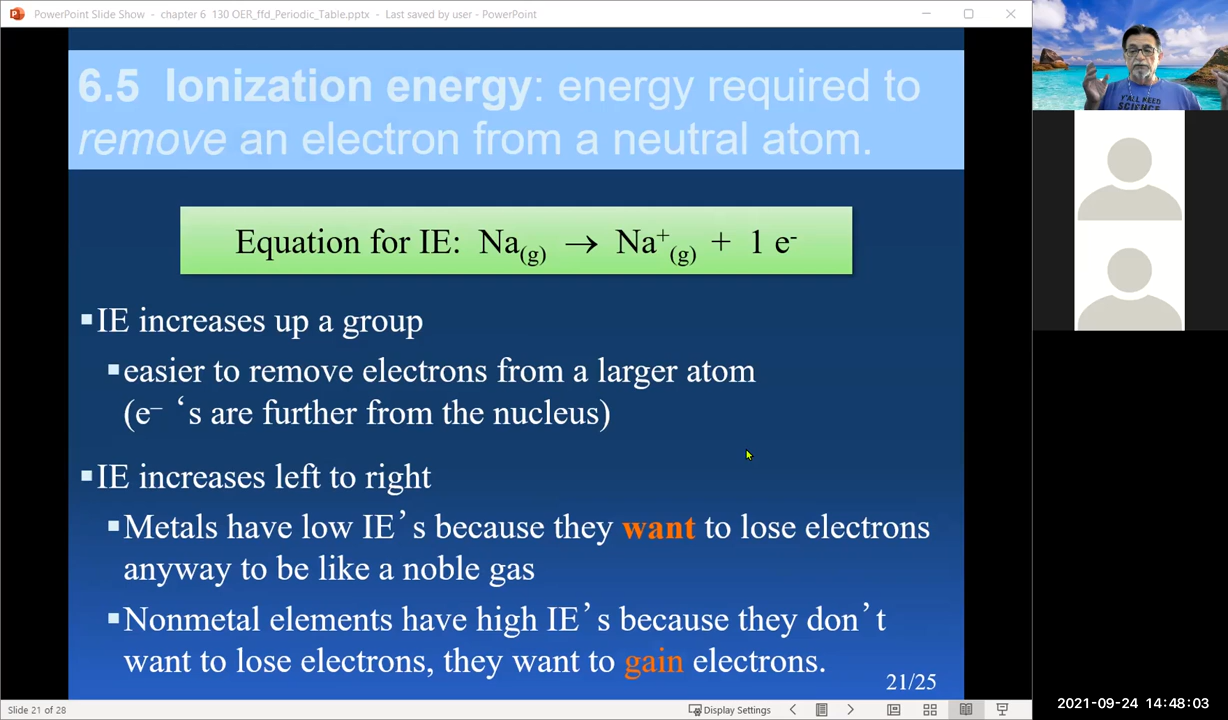 PowerPoint Slide Show - chapter 6 130 OER_ffd_Periodic_Table.pptx - Last saved by user - PowerPoint
6.5 Ionization energy: energy required to
remove an electron from a neutral atom.
Equation for IE: Na(g) → Na+(g) + 1 e-
▪IE increases up a group
▪easier to remove electrons from a larger atom
(e– ‘s are further from the nucleus)
▪IE increases left to right
▪Metals have low IE’s because they want to lose electrons
anyway to be like a noble gas
▪Nonmetal elements have high IE’s because they don’t
want to lose electrons, they want to gain electrons.
21/25
Y'ALL NEED
SCIENCE
Slide 21 of 28
Display Settings
2021-09-24 14:48:03